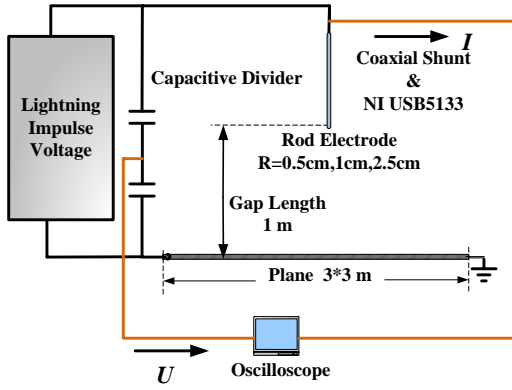 I
Coaxial Shunt
&
NI USB5133
Capacitive Divider
Lightning
Impulse
Voltage
Rod Electrode
R=0.5cm,1cm,2.5cm
Gap Length
1 m
Plane 3*3 m
U
Oscilloscope